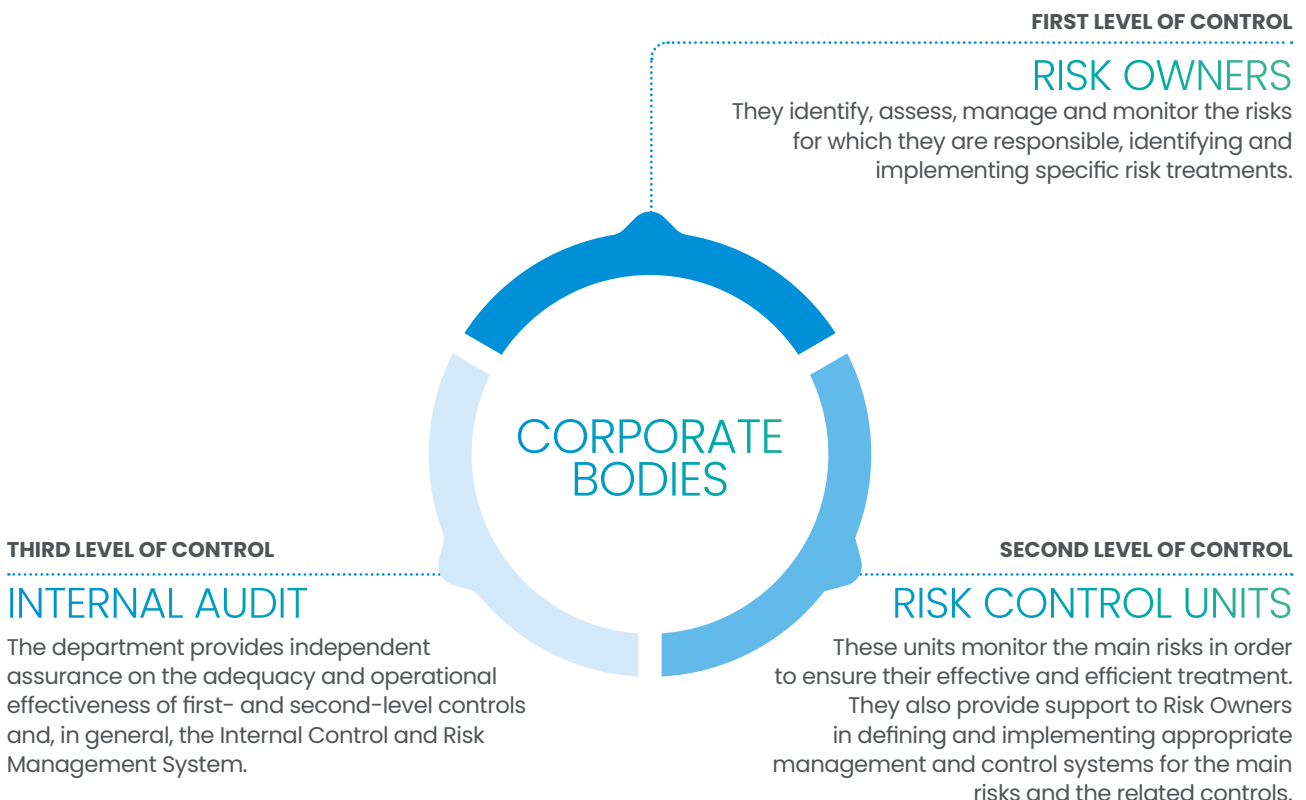 FIRST LEVEL OF CONTROL
RISK OWNERS
They identify, assess, manage and monitor the risks
for which they are responsible, identifying and
implementing specific risk treatments.
CORPORATE
BODIES
THIRD LEVEL OF CONTROL
INTERNAL AUDIT
The department provides independent
assurance on the adequacy and operational
effectiveness of first- and second-level controls
and, in general, the Internal Control and Risk
Management System.
SECOND LEVEL OF CONTROL
RISK CONTROL UNITS
These units monitor the main risks in order
to ensure their effective and efficient treatment.
They also provide support to Risk Owners
in defining and implementing appropriate
management and control systems for the main
risks and the related controls.